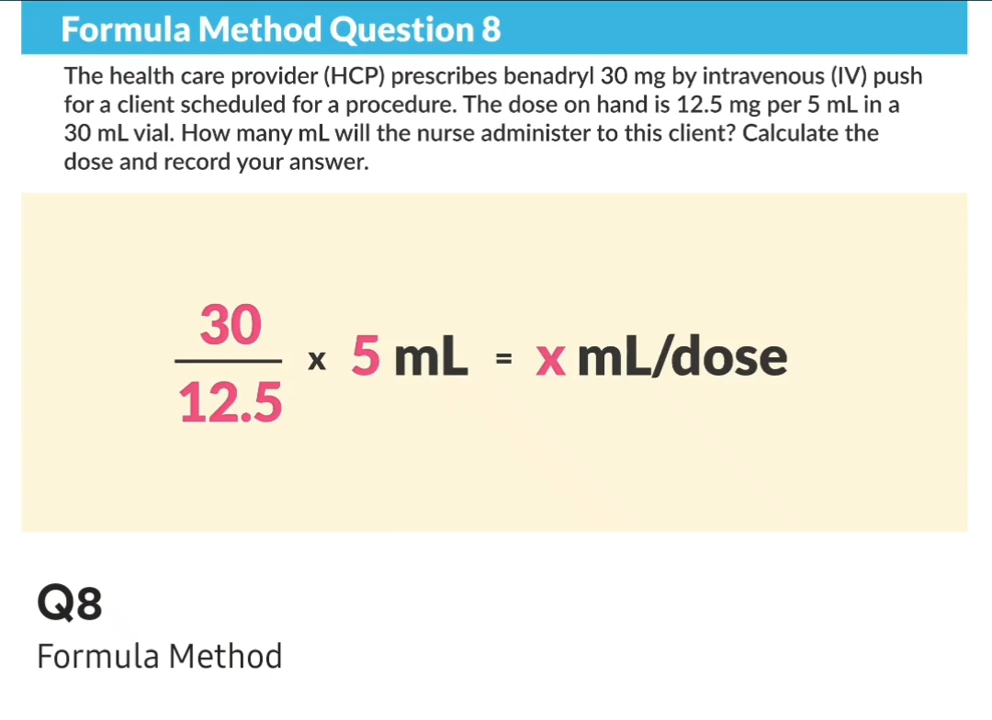 Formula Method Question 8
The health care provider (HCP) prescribes benadryl 30 mg by intravenous (IV) push
for a client scheduled for a procedure. The dose on hand is 12.5 mg per 5 mL in a
30 mL vial. How many mL will the nurse administer to this client? Calculate the
dose and record your answer.
30
x 5 mL = x mL/dose
12.5
Q8
Formula Method